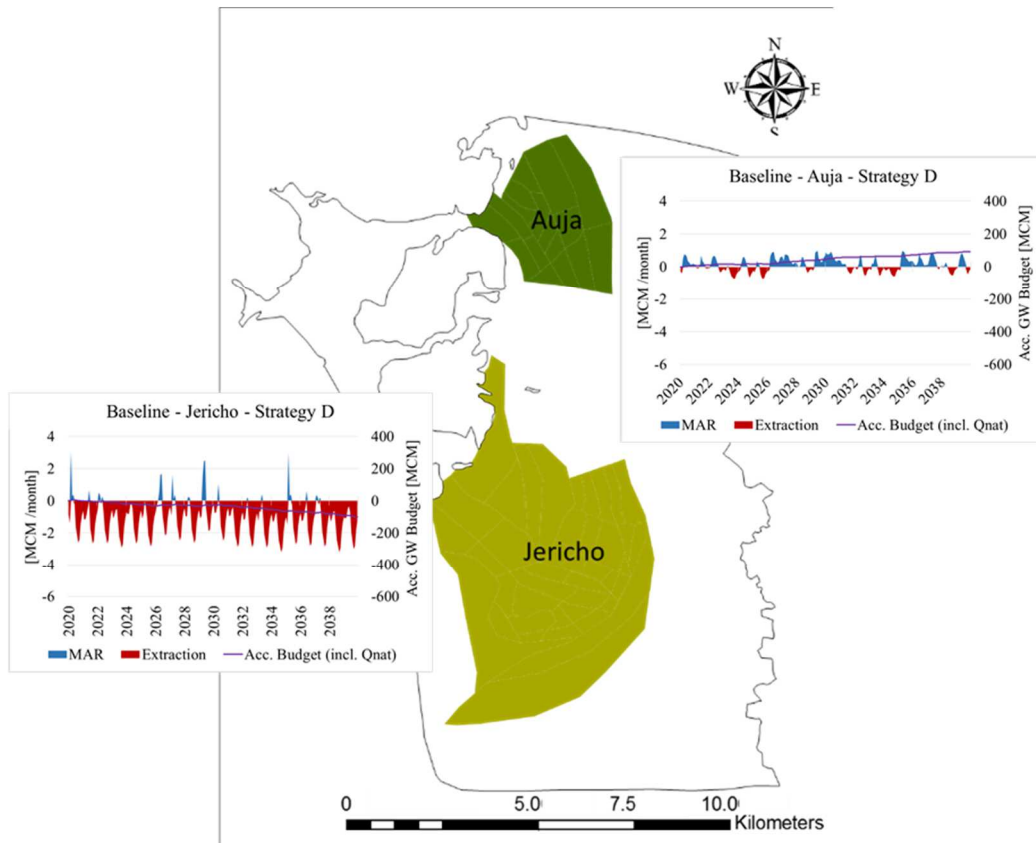 N
W E
S
Auja
Baseline - Auja - Strategy D
4
2
0
-2
-4
-6
[MCM /month]
400
200
0
-200
-400
-600
Acc. GW Budget [MCM]
2020
2022
2024
2026
2028
2030
2032
2034
2036
2038
MAR Extraction Acc. Budget (incl. Qnat)
Baseline - Jericho - Strategy D
4
2
0
-2
-4
-6
[MCM /month]
400
200
0
-200
-400
-600
Acc. GW Budget [MCM]
2020
2022
2024
2026
2028
2030
2032
2034
2036
2038
MAR Extraction Acc. Budget (incl. Qnat)
Jericho
0 5.0 7.5 10.0
Kilometers